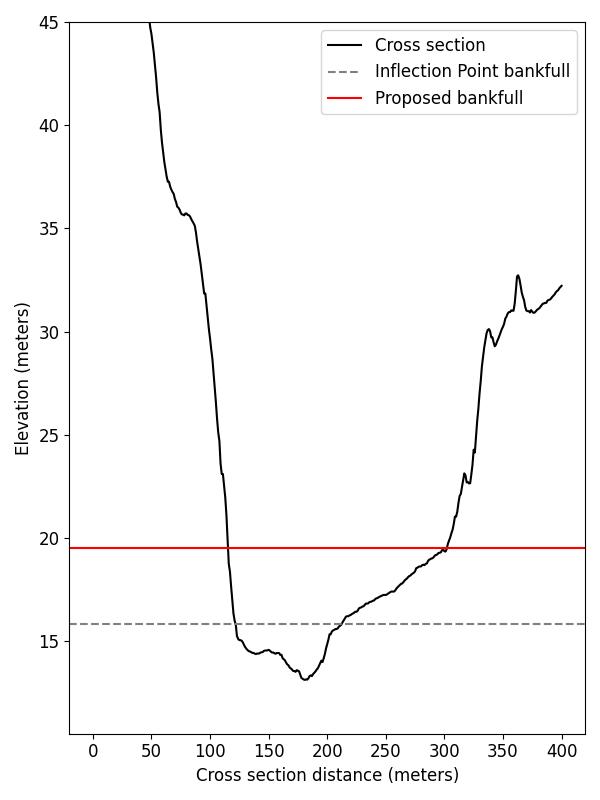 45
40
35
30
25
20
15
Elevation (meters)
Cross section
Inflection Point bankfull
Proposed bankfull
0 50 100 150 200 250 300 350 400
Cross section distance (meters)